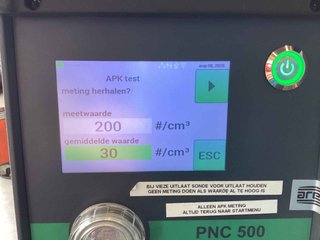 APK test
meting herhalen?
meetwaarde
200 #/cm³
gemiddelde waarde
30 #/cm³
ESC
BIJ VIEZE UITLAAT SONDE VOOR UITLAAT HOUDEN
GEEN METING DOEN ALS WAARDE AL TE HOOG IS
ALLEEN APK METING
ALTIJD TERUG NAAR STARTMENU
PNC 500